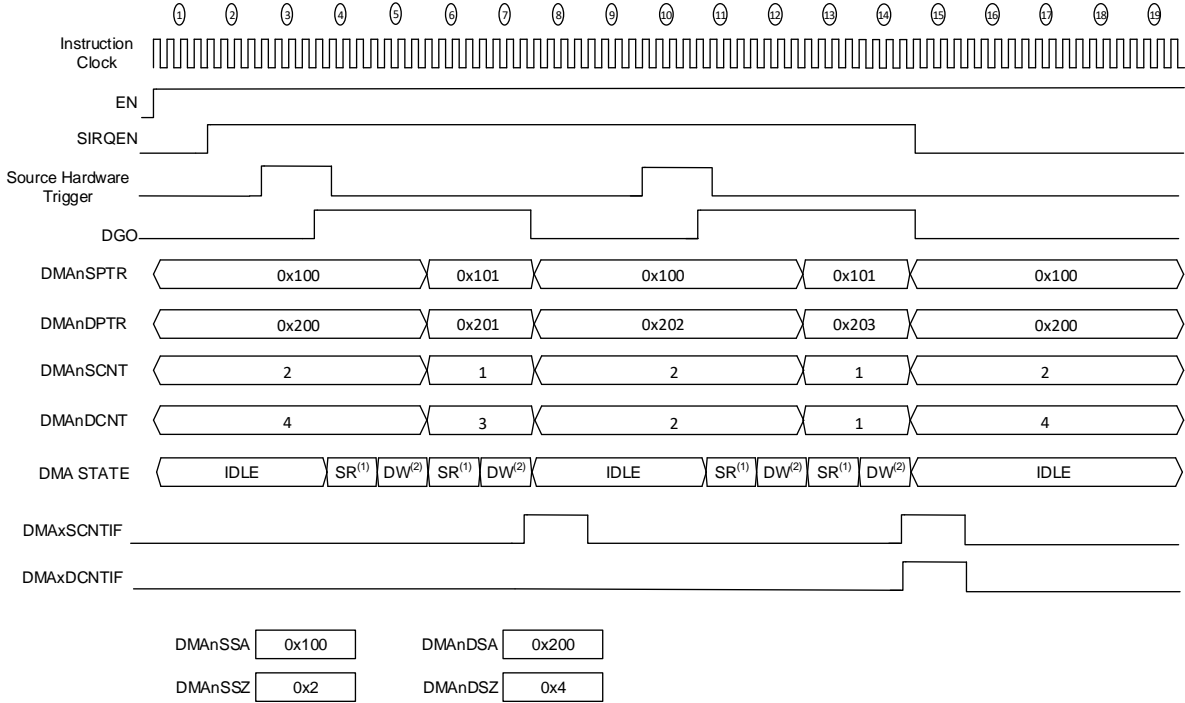 ① ② ③ ④ ⑤ ⑥ ⑦ ⑧ ⑨ ⑩ ⑪ ⑫ ⑬ ⑭ ⑮ ⑯ ⑰ ⑱ ⑲
Instruction
Clock
EN
SIRQEN
Source Hardware
Trigger
DGO
DMAnSPTR 0x100 0x101 0x100 0x101 0x100
DMAnDPTR 0x200 0x201 0x202 0x203 0x200
DMAnSCNT 2 1 2 1 2
DMAnDCNT 4 3 2 1 4
DMA STATE IDLE SR(1) DW(2) SR(1) DW(2) IDLE SR(1) DW(2) SR(1) DW(2) IDLE
DMAxSCNTIF
DMAxDCNTIF
DMAnSSA 0x100 DMAnDSA 0x200
DMAnSSZ 0x2 DMAnDSZ 0x4